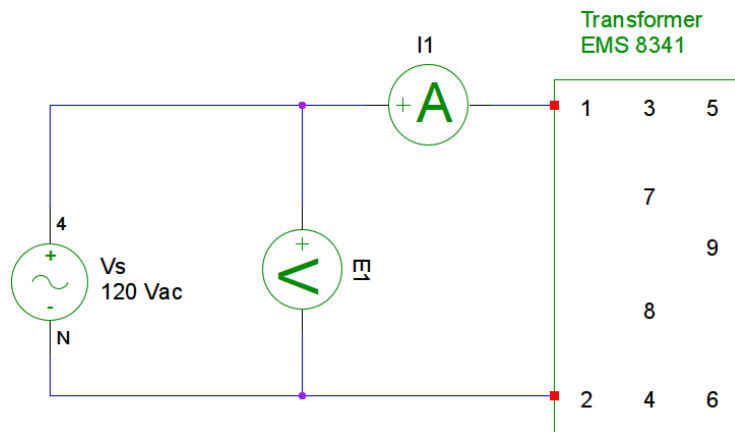 Transformer
EMS 8341
I1
+ A
1 3 5
7
4
+
9
Vs
120 Vac
+
V
E1
-
N
8
2 4 6